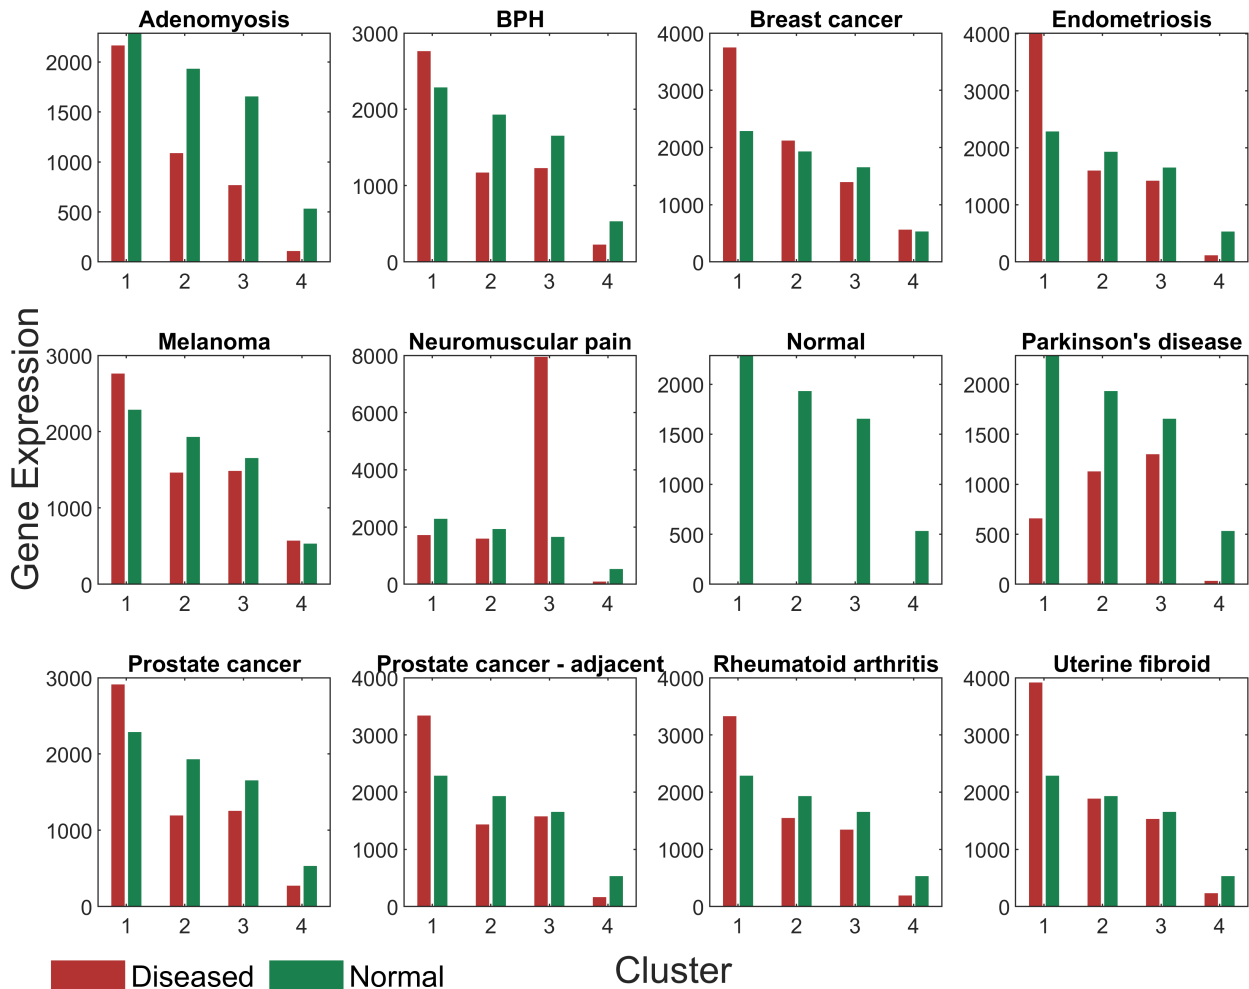 Adenomyosis
2000
1500
1000
500
0
1 2 3 4
BPH
3000
2000
1000
0
1 2 3 4
Breast cancer
4000
3000
2000
1000
0
1 2 3 4
Endometriosis
4000
3000
2000
1000
0
1 2 3 4
Gene Expression
Melanoma
3000
2000
1000
0
1 2 3 4
Neuromuscular pain
8000
6000
4000
2000
0
1 2 3 4
Normal
2000
1500
1000
500
0
1 2 3 4
Parkinson's disease
2000
1500
1000
500
0
1 2 3 4
Prostate cancer
3000
2000
1000
0
1 2 3 4
Prostate cancer - adjacent
4000
3000
2000
1000
0
1 2 3 4
Rheumatoid arthritis
4000
3000
2000
1000
0
1 2 3 4
Uterine fibroid
4000
3000
2000
1000
0
1 2 3 4
Diseased Normal
Cluster